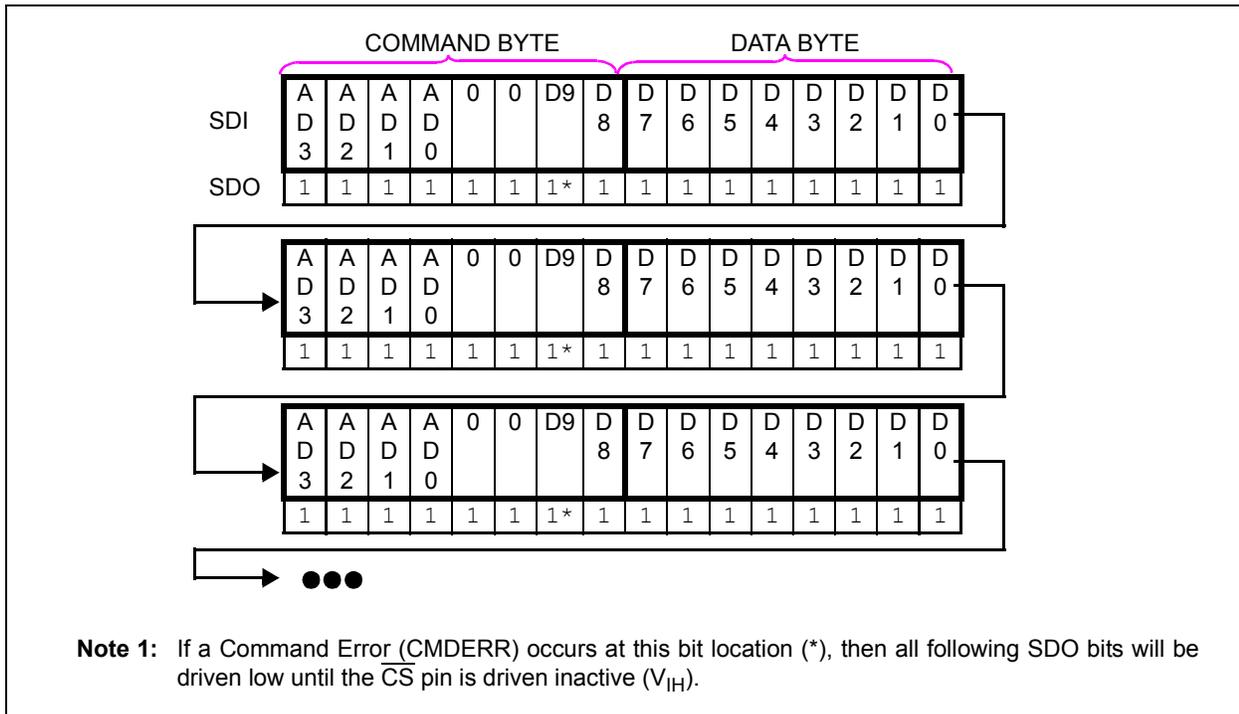 COMMAND BYTE DATA BYTE
SDI A D 3 A D 2 A D 1 A D 0 0 0 D9 D 8 D 7 D 6 D 5 D 4 D 3 D 2 D 1 D 0
SDO 1 1 1 1 1 1 1* 1 1 1 1 1 1 1 1 1
A D 3 A D 2 A D 1 A D 0 0 0 D9 D 8 D 7 D 6 D 5 D 4 D 3 D 2 D 1 D 0
1 1 1 1 1 1 1* 1 1 1 1 1 1 1 1 1
A D 3 A D 2 A D 1 A D 0 0 0 D9 D 8 D 7 D 6 D 5 D 4 D 3 D 2 D 1 D 0
1 1 1 1 1 1 1* 1 1 1 1 1 1 1 1 1
Note 1: If a Command Error (CMDERR) occurs at this bit location (*), then all following SDO bits will be
driven low until the C̅S̅ pin is driven inactive (VIH).